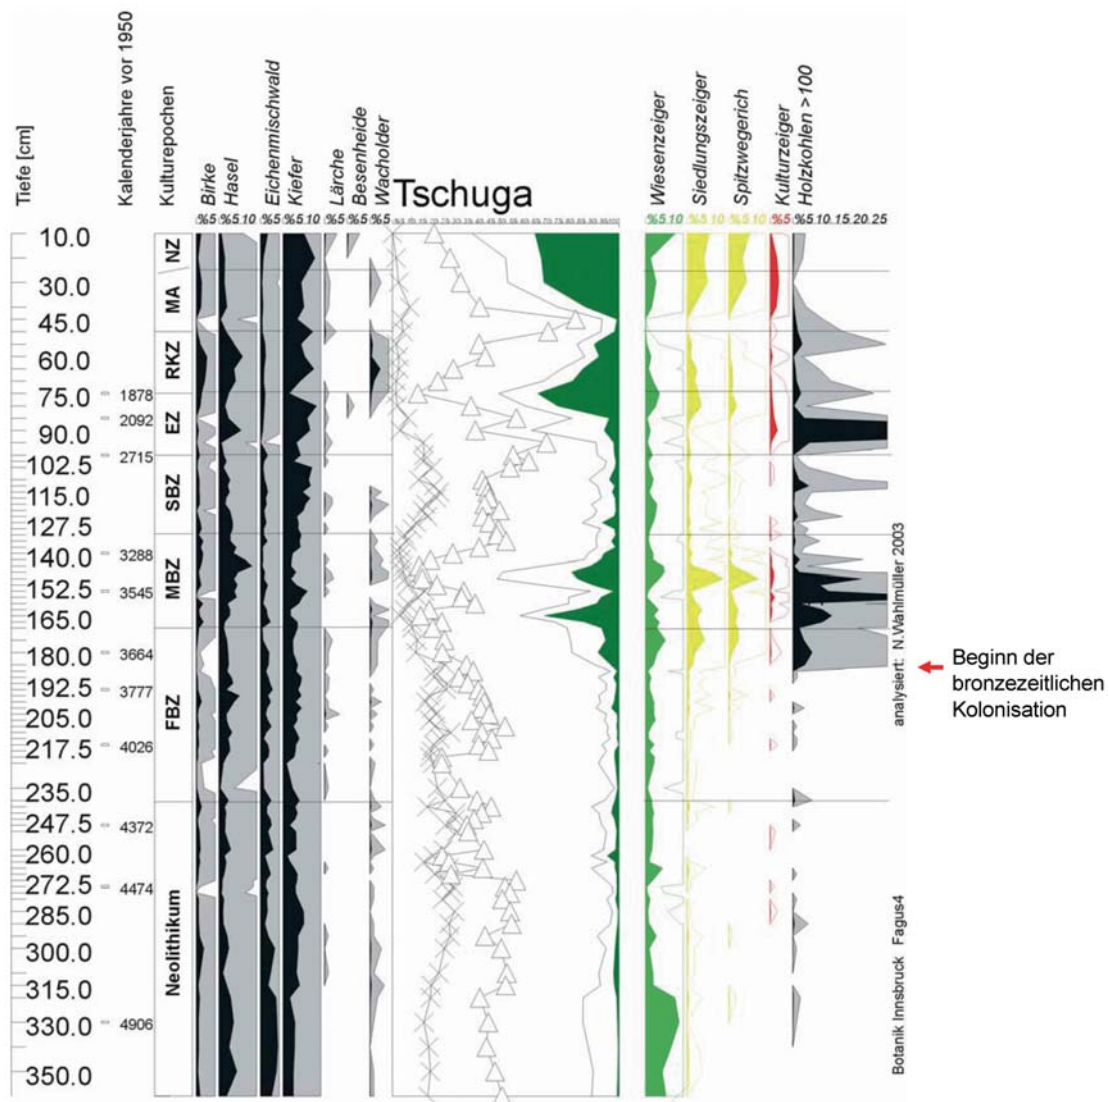 Tiefe [cm]
Kalenderjahre vor 1950
Kulturepochen
Birke
Hasel
Eichenmischwald
Kiefer
Lärche
Besenheide
Wacholder
Tschuga
Wiesenzeiger
Siedlungszeiger
Spitzwegerich
Kulturzeiger
Holzkohlen >100
%5 %5 10 %5 %5 10 %5 %5 %5
%5 10 %5 10 %5 10 %5 %5 10 15 20 25
10.0
30.0
45.0
60.0
75.0
90.0
102.5
115.0
127.5
140.0
152.5
165.0
180.0
192.5
205.0
217.5
235.0
247.5
260.0
272.5
285.0
300.0
315.0
330.0
350.0
1878
2092
2715
3288
3545
3664
3777
4026
4372
4474
4906
NZ
MA
RKZ
EZ
SBZ
MBZ
FBZ
Neolithikum
Beginn der
bronzezeitlichen
Kolonisation
analysiert: N.Wahlmüller 2003
Botanik Innsbruck Fagus4